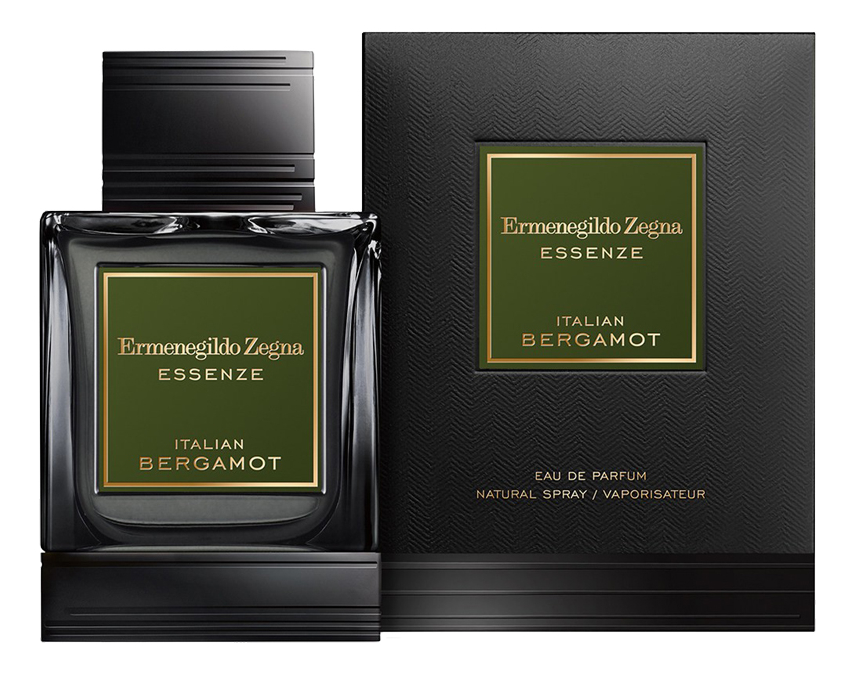 Ermenegildo Zegna
ESSENZE
ITALIAN
BERGAMOT
Ermenegildo Zegna
ESSENZE
ITALIAN
BERGAMOT
EAU DE PARFUM
NATURAL SPRAY / VAPORISATEUR